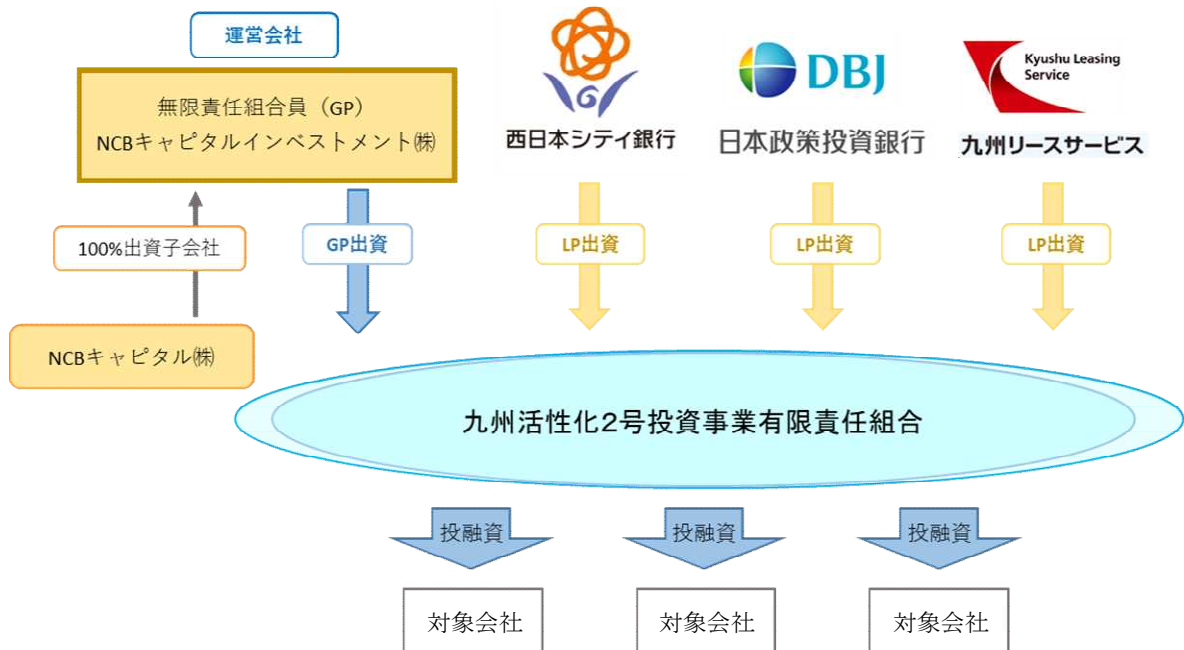 運営会社
無限責任組合員（GP）
NCBキャピタルインベストメント㈱
西日本シティ銀行
DBJ
日本政策投資銀行
Kyushu Leasing
Service
九州リースサービス
100%出資子会社
GP出資
LP出資
LP出資
LP出資
NCBキャピタル㈱
九州活性化2号投資事業有限責任組合
投融資
投融資
投融資
対象会社
対象会社
対象会社